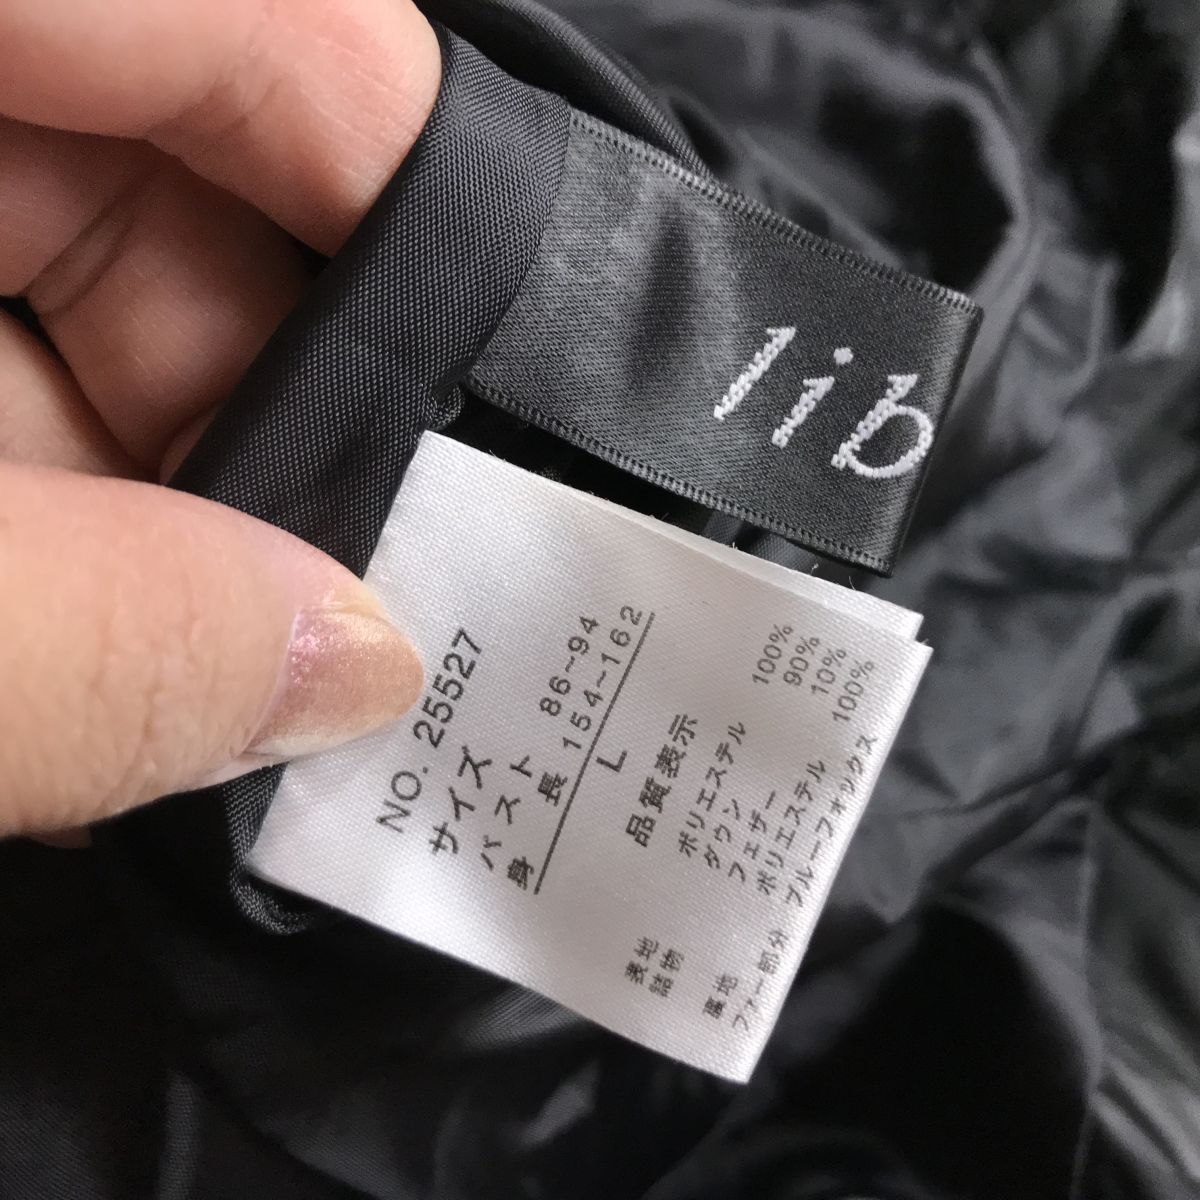 lib
NO. 25527
サイズ
バスト 86~94
身長 154~162
L
品質表示
表地 ポリエステル 100%
詰物 ダウン 90%
フェザー 10%
裏地 ポリエステル 100%
ファー部分 ブルーフォックス